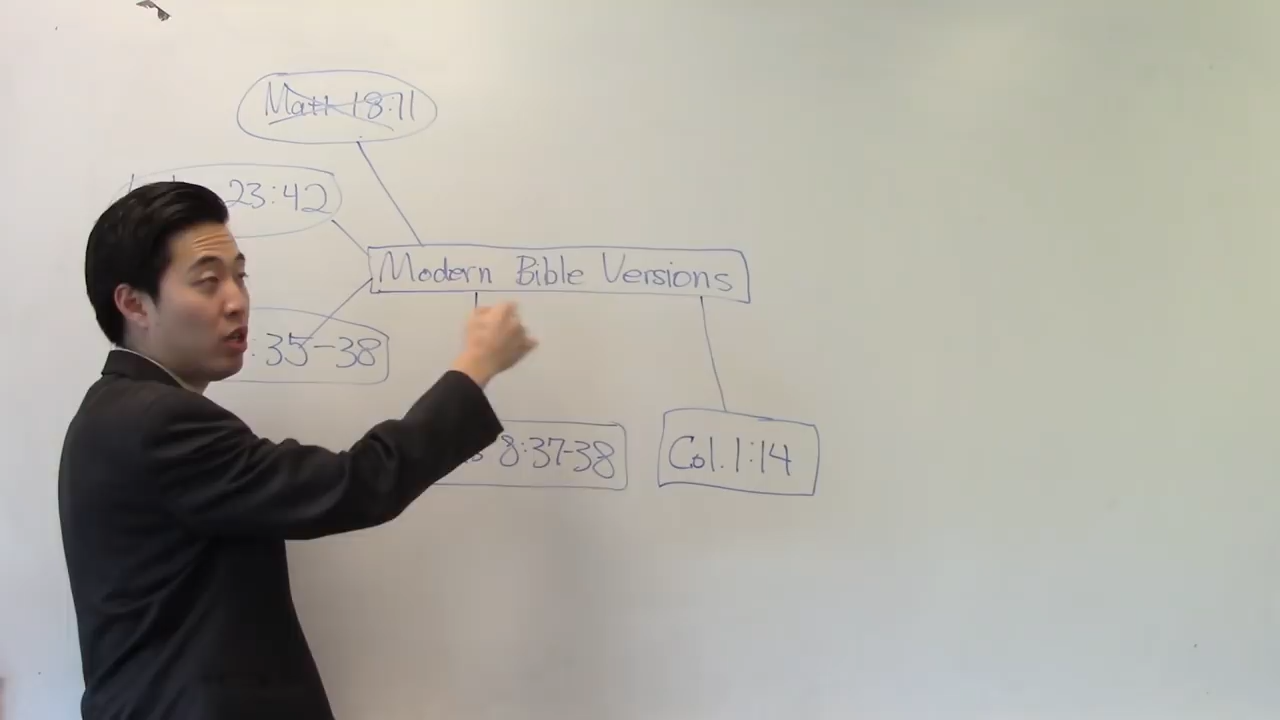 Matt 18:11
23:42
Modern Bible Versions
:35-38
8:37-38
Col. 1:14